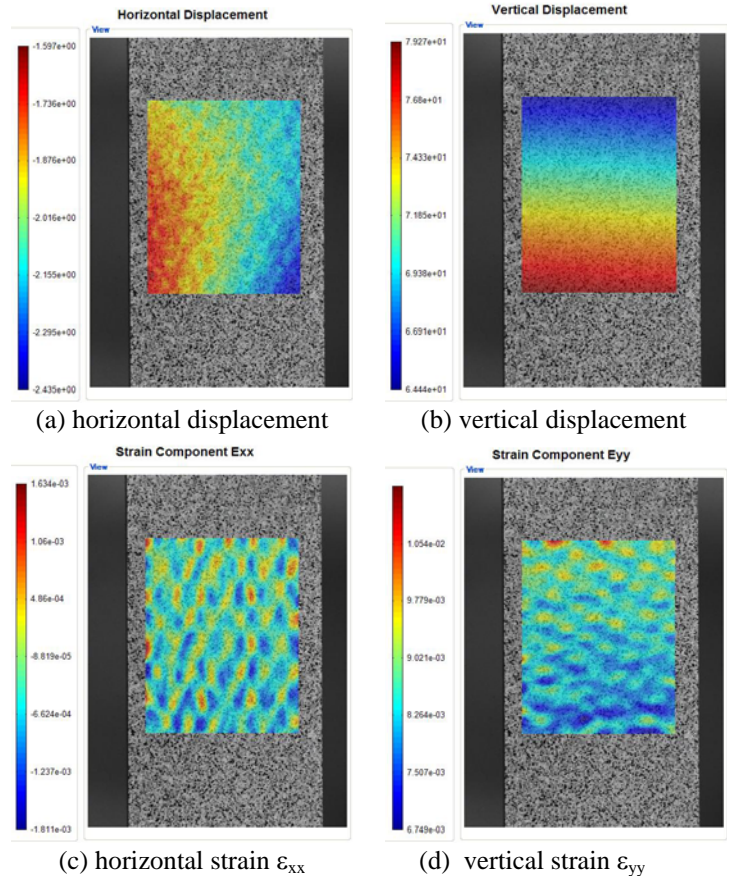 Horizontal Displacement
View
-1.597e+00
-1.736e+00
-1.876e+00
-2.016e+00
-2.155e+00
-2.295e+00
-2.435e+00
(a) horizontal displacement
Vertical Displacement
View
7.927e+01
7.68e+01
7.433e+01
7.185e+01
6.938e+01
6.691e+01
6.444e+01
(b) vertical displacement
Strain Component Exx
View
1.634e-03
1.06e-03
4.86e-04
-8.819e-05
-6.624e-04
-1.237e-03
-1.811e-03
(c) horizontal strain εxx
Strain Component Eyy
View
1.054e-02
9.779e-03
9.021e-03
8.264e-03
7.507e-03
6.749e-03
(d) vertical strain εyy